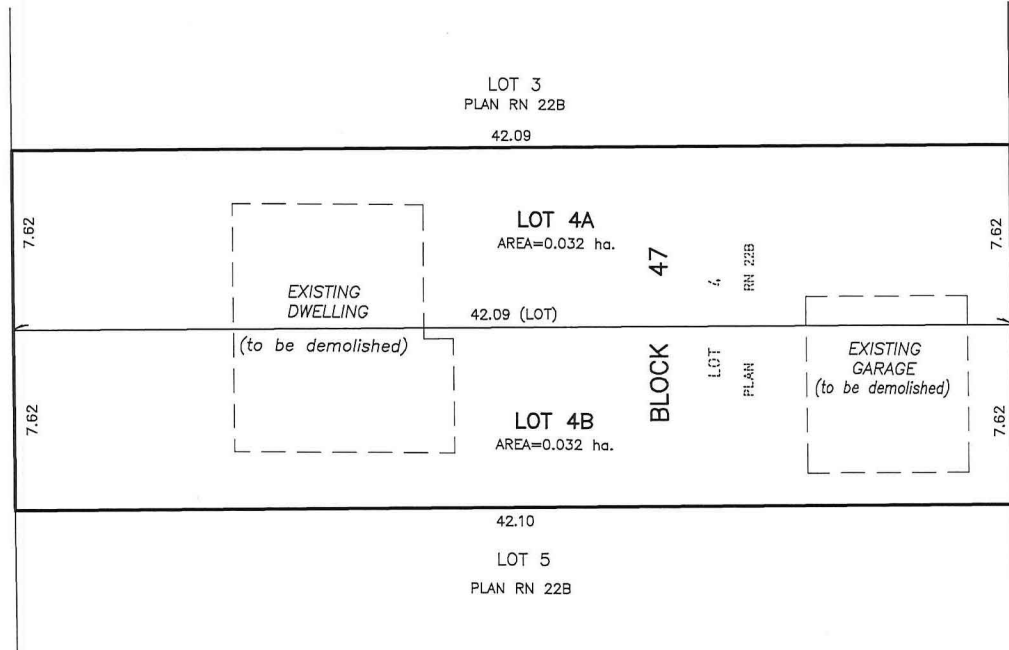 LOT 3
PLAN RN 22B
42.09
7.62
LOT 4A
AREA=0.032 ha.
7.62
EXISTING
DWELLING
(to be demolished)
42.09 (LOT)
BLOCK 47
LOT 4
PLAN RN 22B
EXISTING
GARAGE
(to be demolished)
7.62
LOT 4B
AREA=0.032 ha.
7.62
42.10
LOT 5
PLAN RN 22B